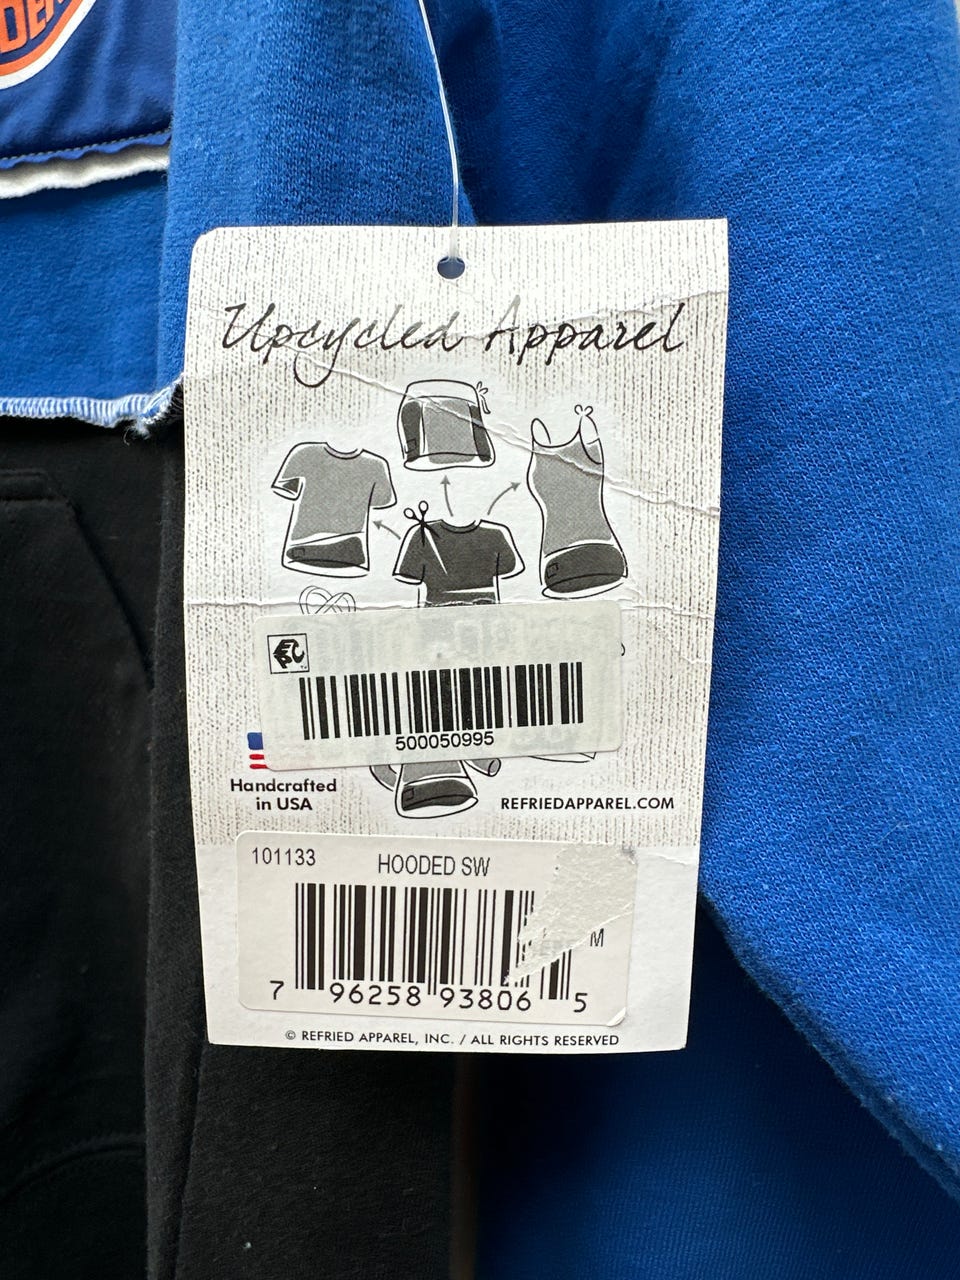 DEN
Upcycled Apparel
500050995
Handcrafted
in USA
REFRIEDAPPAREL.COM
101133
HOODED SW
M
7 96258 93806 5
© REFRIED APPAREL, INC. / ALL RIGHTS RESERVED